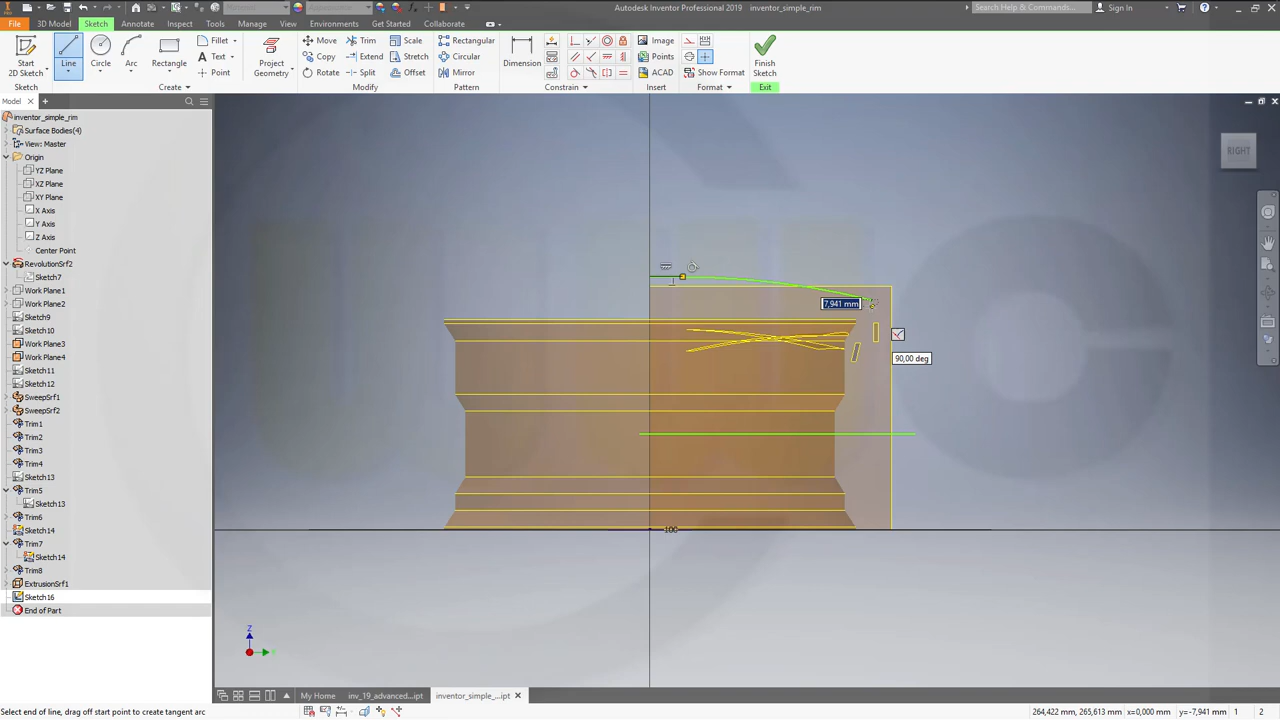 Autodesk Inventor Professional 2019   inventor_simple_rim
Search Help & Commands...
Sign In
File 3D Model Sketch Annotate Inspect Tools Manage View Environments Get Started Collaborate
Start
2D Sketch
Line
Circle
Arc
Rectangle
Fillet
Text
Point
Project
Geometry
Move
Copy
Rotate
Trim
Extend
Split
Scale
Stretch
Offset
Rectangular
Circular
Mirror
Dimension
Image
Points
ACAD
Show Format
Finish
Sketch
Sketch Create Modify Pattern Constrain Insert Format Exit
Model
inventor_simple_rim
Surface Bodies(4)
View: Master
Origin
YZ Plane
XZ Plane
XY Plane
X Axis
Y Axis
Z Axis
Center Point
RevolutionSrf2
Sketch7
Work Plane1
Work Plane2
Sketch9
Sketch10
Work Plane3
Work Plane4
Sketch11
Sketch12
SweepSrf1
SweepSrf2
Trim1
Trim2
Trim3
Trim4
Sketch13
Trim5
Sketch13
Trim6
Sketch14
Trim7
Sketch14
Trim8
ExtrusionSrf1
Sketch16
End of Part
RIGHT
7,941 mm
90,00 deg
100
Z
My Home inv_19_advanced...ipt inventor_simple_...ipt
Select end of line, drag off start point to create tangent arc
264,422 mm, 265,613 mm x=0,000 mm y=-7,941 mm 1 2